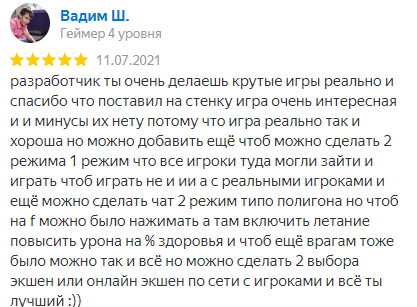 Вадим Ш.
Геймер 4 уровня
11.07.2021
разработчик ты очень делаешь крутые игры реально и
спасибо что поставил на стенку игра очень интересная
и и минусы их нету потому что игра реально так и
хороша но можно добавить ещё чтоб можно сделать 2
режима 1 режим что все игроки туда могли зайти и
играть чтоб играть не и ии а с реальными игроками и
ещё можно сделать чат 2 режим типо полигона но чтоб
на f можно было нажимать а там включить летание
повысить урона на % здоровья и чтоб ещё врагам тоже
было можно так и всё но можно сделать 2 выбора
экшен или онлайн экшен по сети с игроками и всё ты
лучший :))